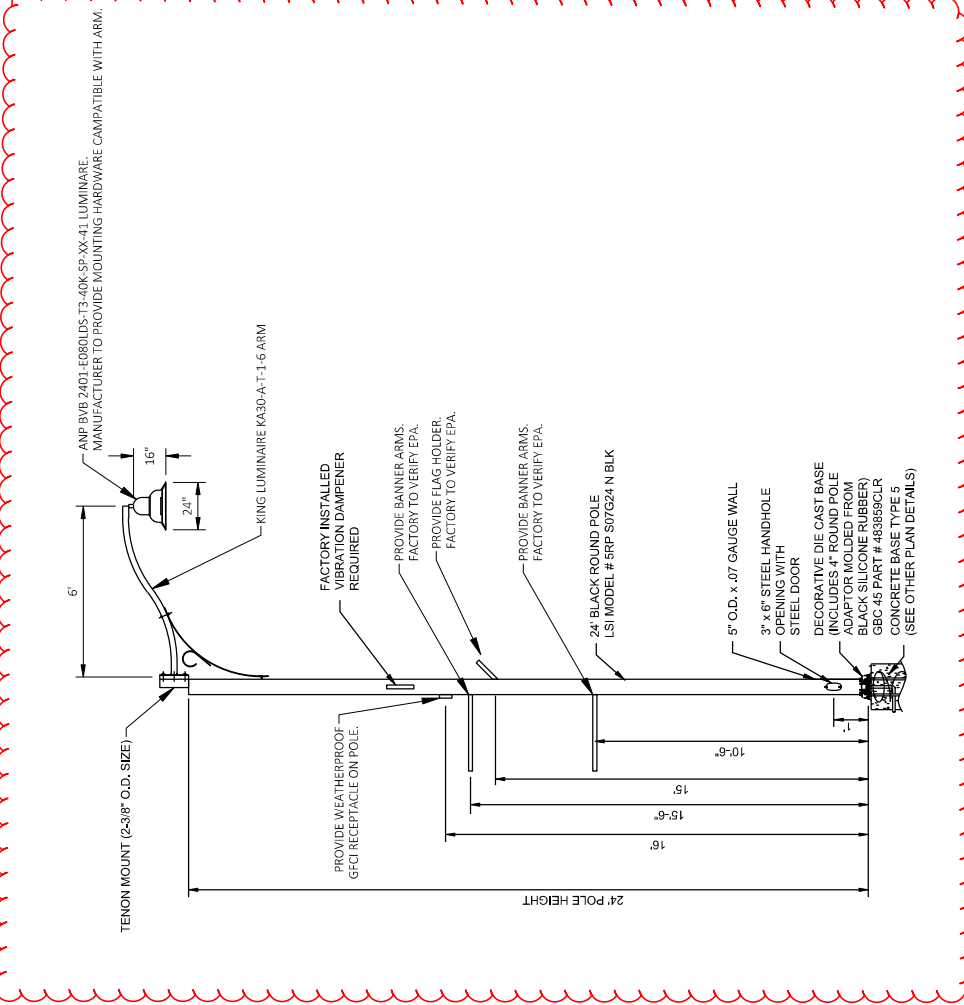 ANP BVB 2401-E080LDS-T3-40K-SP-XX-41 LUMINARE.
MANUFACTURER TO PROVIDE MOUNTING HARDWARE CAMPATIBLE WITH ARM.
6'
16"
24"
KING LUMINAIRE KA30-A-T-1-6 ARM
TENON MOUNT (2-3/8" O.D. SIZE)
FACTORY INSTALLED
VIBRATION DAMPENER
REQUIRED
PROVIDE WEATHERPROOF
GFCI RECEPTACLE ON POLE.
PROVIDE BANNER ARMS.
FACTORY TO VERIFY EPA.
PROVIDE FLAG HOLDER.
FACTORY TO VERIFY EPA.
PROVIDE BANNER ARMS.
FACTORY TO VERIFY EPA.
24' BLACK ROUND POLE
LSI MODEL # 5RP S07G24 N BLK
5" O.D. x .07 GAUGE WALL
3" x 6" STEEL HANDHOLE
OPENING WITH
STEEL DOOR
DECORATIVE DIE CAST BASE
(INCLUDES 4" ROUND POLE
ADAPTOR MOLDED FROM
BLACK SILICONE RUBBER)
GBC 45 PART # 483859CLR
CONCRETE BASE TYPE 5
(SEE OTHER PLAN DETAILS)
1'
10'-6"
15'
15'-6"
16'
24' POLE HEIGHT